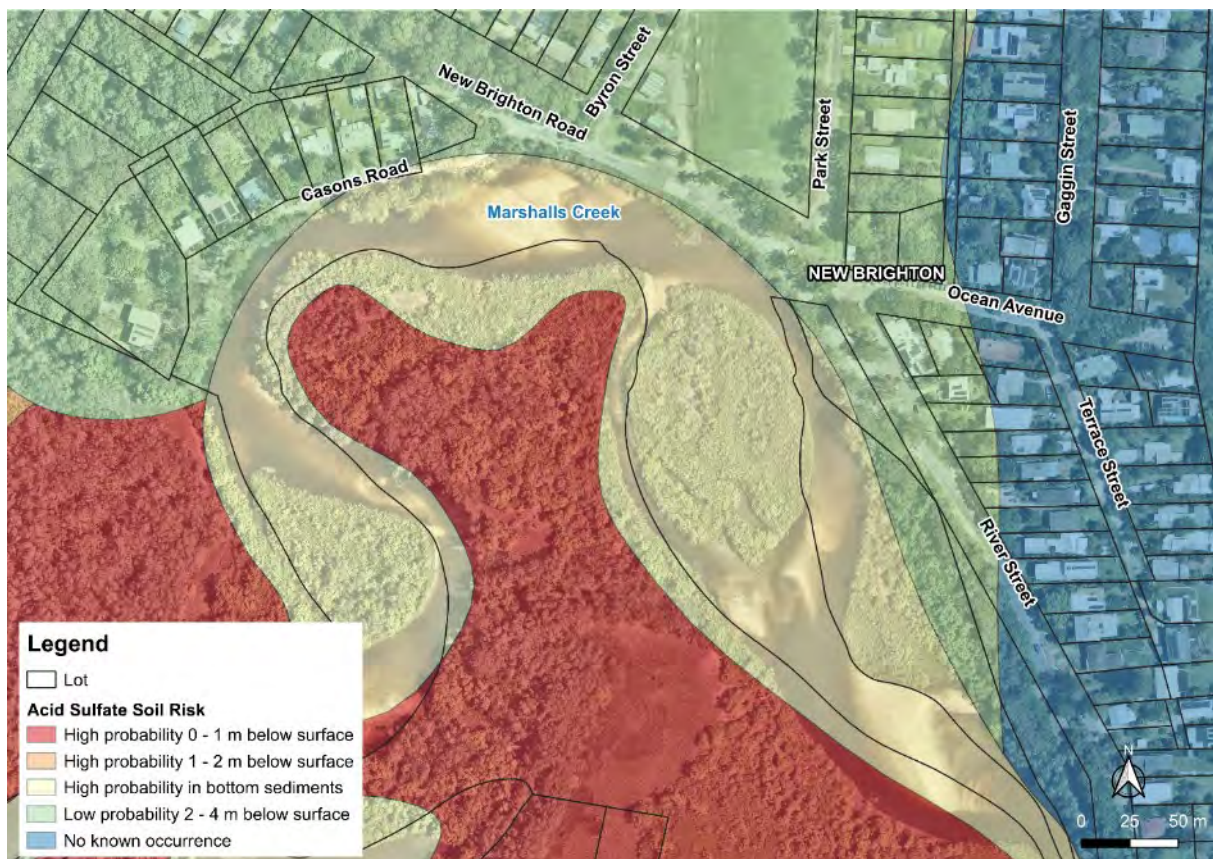 New Brighton Road
Byron Street
Park Street
Gaggin Street
Casons Road
Marshalls Creek
NEW BRIGHTON
Ocean Avenue
Terrace Street
River Street
Legend
Lot
Acid Sulfate Soil Risk
High probability 0 - 1 m below surface
High probability 1 - 2 m below surface
High probability in bottom sediments
Low probability 2 - 4 m below surface
No known occurrence
N
0 25 50 m